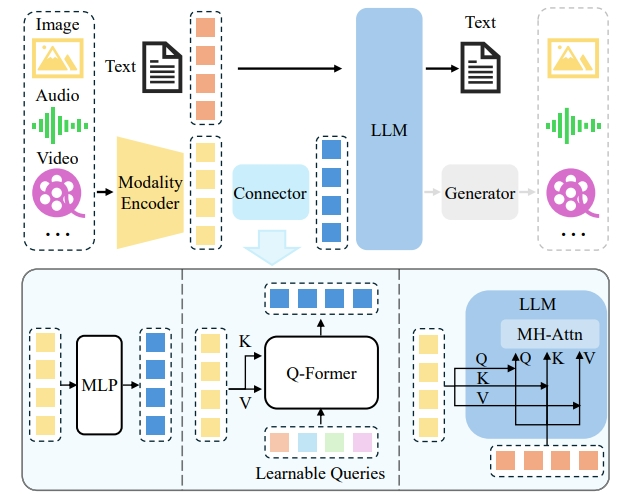 Image
Text
Text
Audio
LLM
Video
Modality
Encoder
Connector
Generator
...
...
LLM
MH-Attn
K
Q
Q
K
V
MLP
Q-Former
K
V
V
Learnable Queries